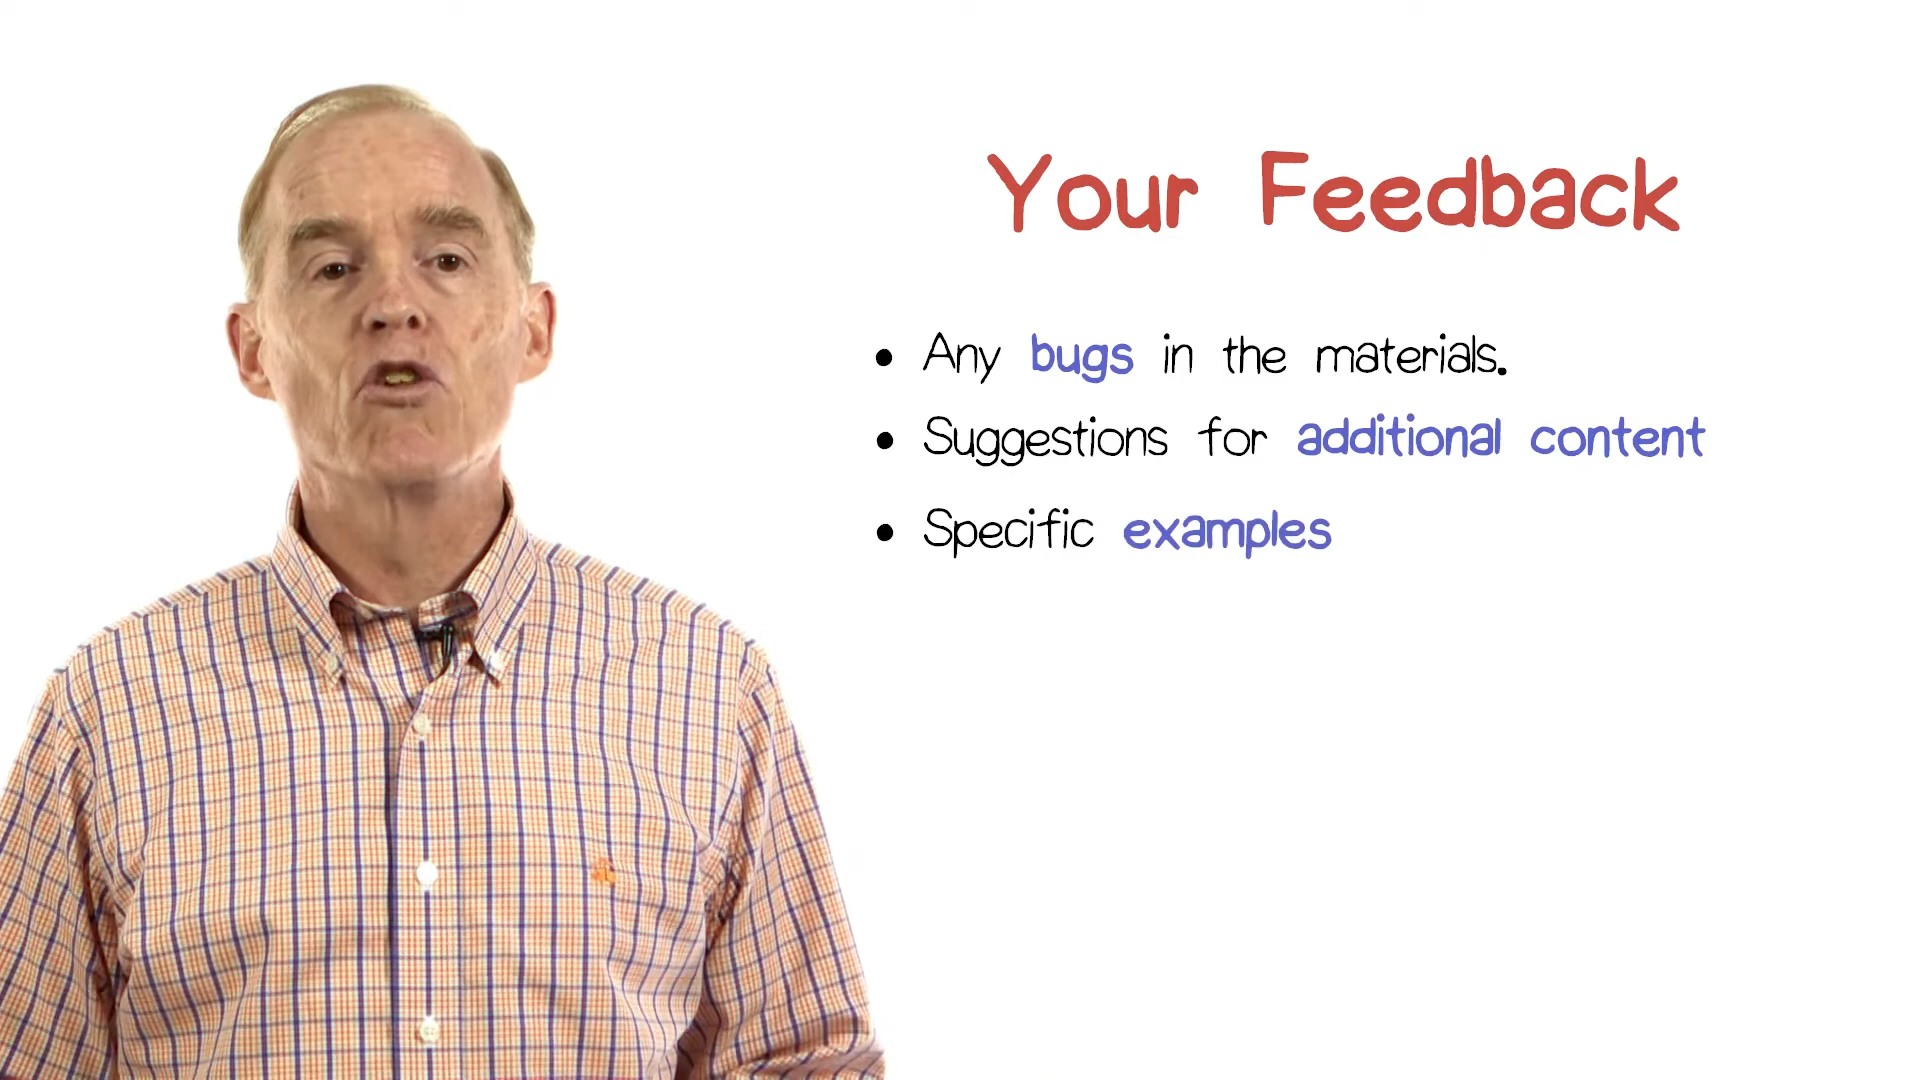 Your Feedback
• Any bugs in the materials.
• Suggestions for additional content
• Specific examples